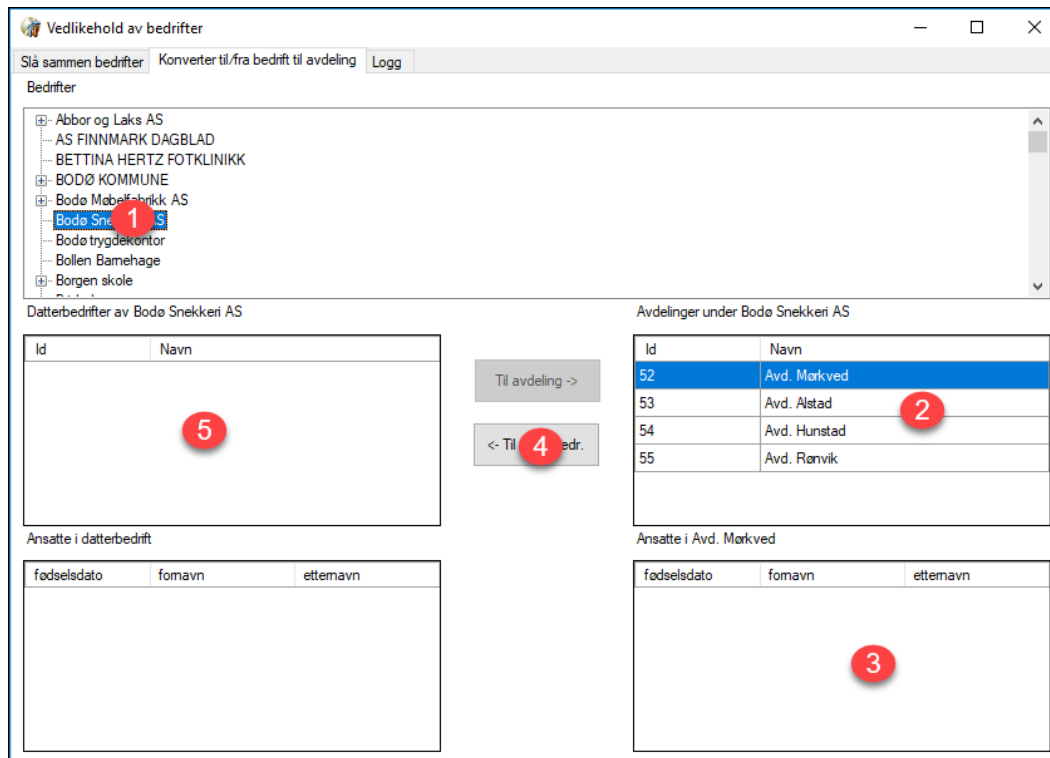 Vedlikehold av bedrifter
Slå sammen bedrifter Konverter til/fra bedrift til avdeling Logg
Bedrifter
Abbor og Laks AS
AS FINNMARK DAGBLAD
BETTINA HERTZ FOTKLINIKK
BODØ KOMMUNE
Bodø Møbelfabrikk AS
Bodø AS
1
Bodø trygdekontor
Bollen Barnehage
Borgen skole
Datterbedrifter av Bodø Snekkeri AS
Avdelinger under Bodø Snekkeri AS
Id Navn
Id Navn
52 Avd. Mørkved
53 Avd. Alstad
54 Avd. Hunstad
55 Avd. Rønvik
2
Til avdeling ->
<- Til
4
5
Ansatte i datterbedrift
Ansatte i Avd. Mørkved
fødselsdato fornavn etternavn
fødselsdato fornavn etternavn
3